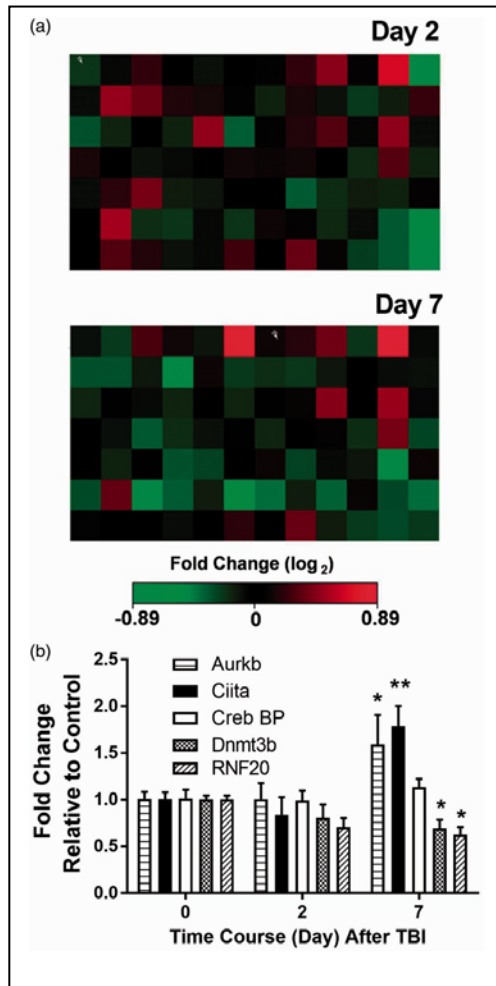 (a)
Day 2
Day 7
Fold Change (log₂)
-0.89 0 0.89
(b)
2.5
2.0
1.5
1.0
0.5
0.0
Fold Change
Relative to Control
Aurkb
Ciita
Creb BP
Dnmt3b
RNF20
* ** * *
0 2 7
Time Course (Day) After TBI